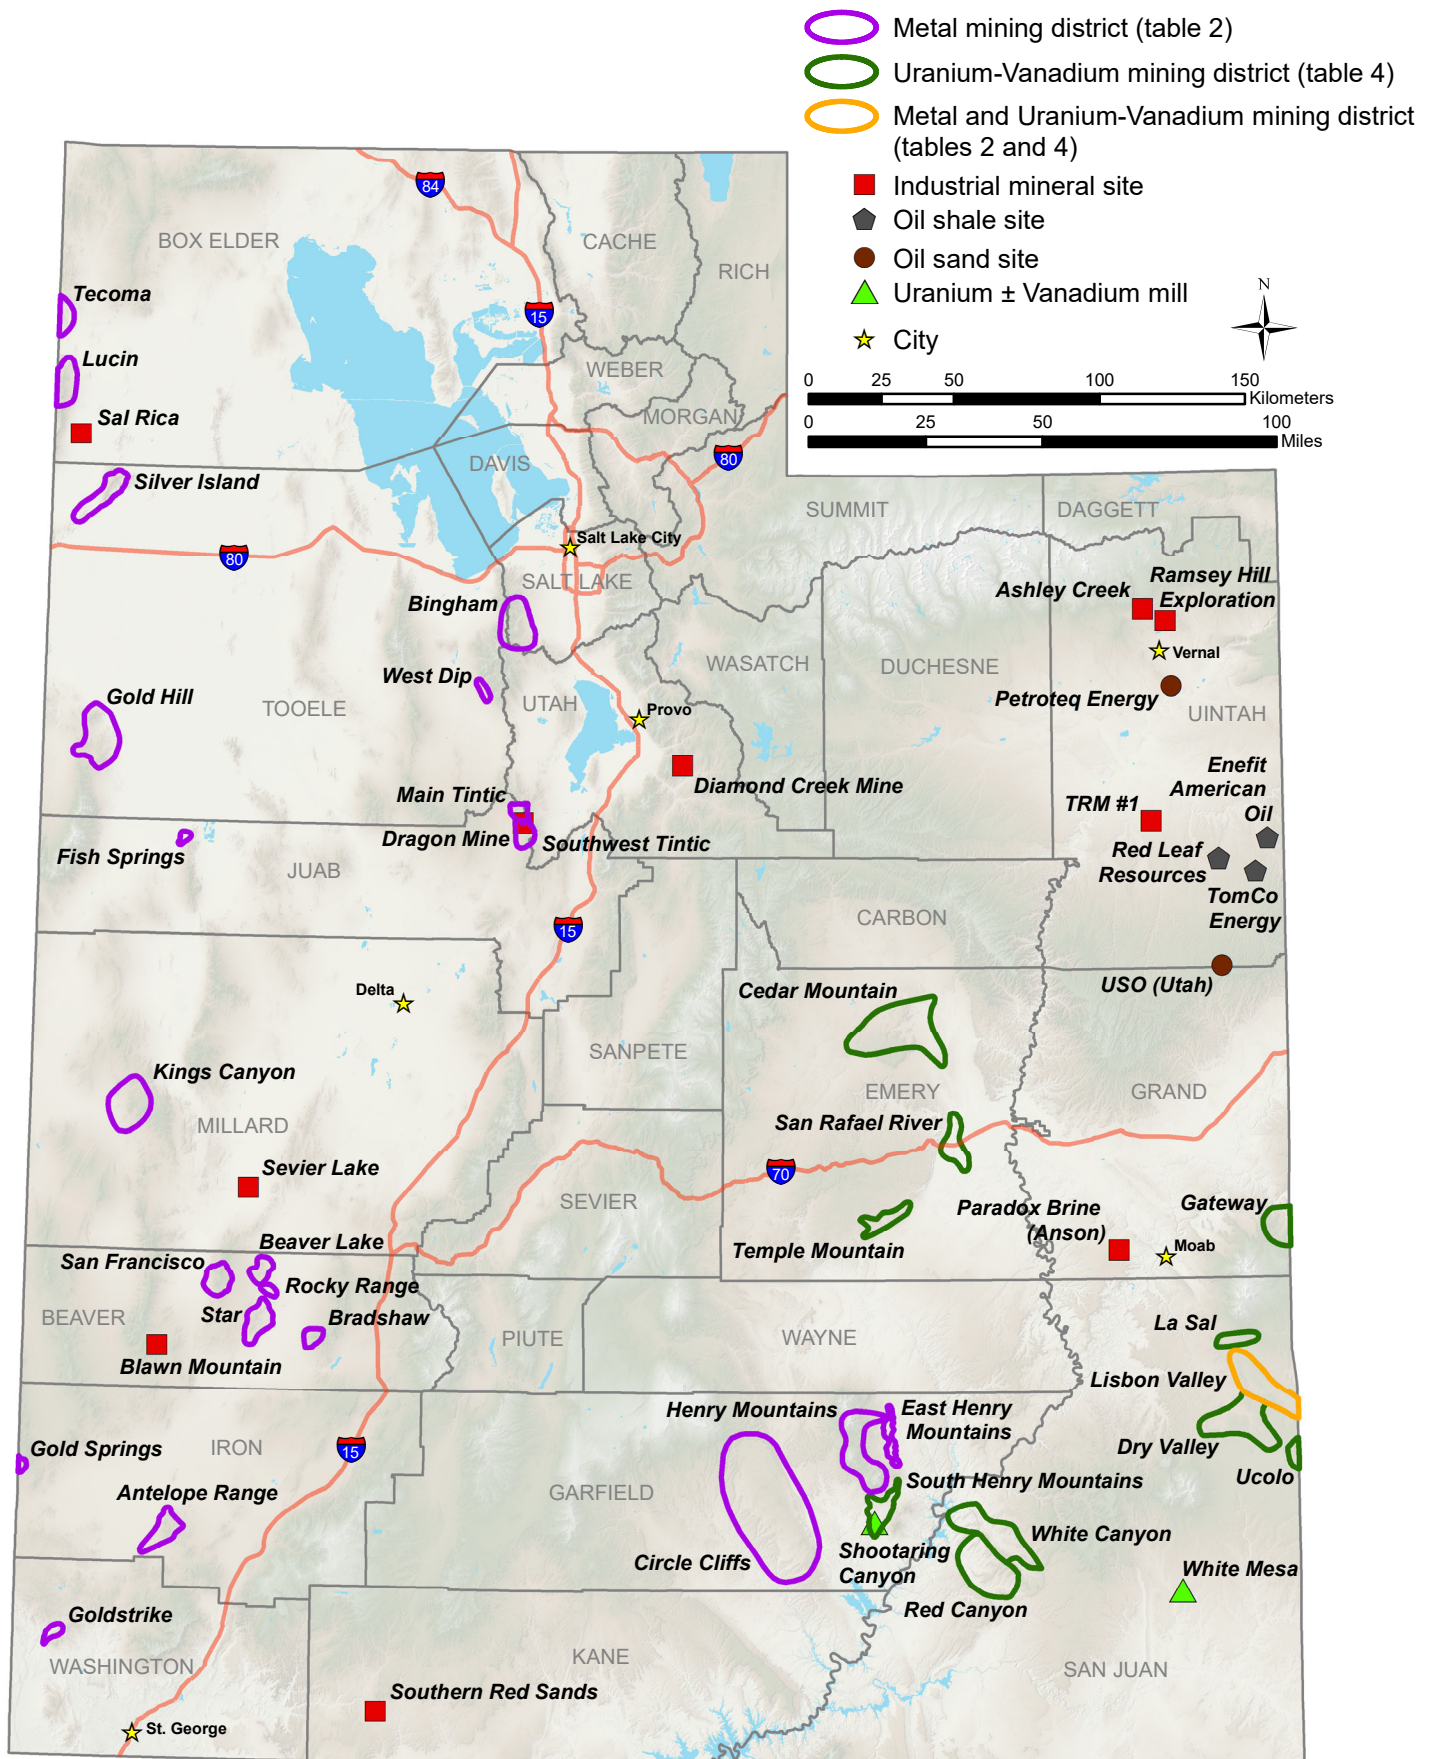 Metal mining district (table 2)
Uranium-Vanadium mining district (table 4)
Metal and Uranium-Vanadium mining district
(tables 2 and 4)
Industrial mineral site
Oil shale site
Oil sand site
Uranium ± Vanadium mill
City
N
0 25 50 100 150
Kilometers
0 25 50 100
Miles
84
BOX ELDER
CACHE
RICH
Tecoma
15
Lucin
WEBER
Sal Rica
MORGAN
DAVIS
80
Silver Island
SUMMIT
DAGGETT
Salt Lake City
80
SALT LAKE
Ashley Creek
Ramsey Hill
Exploration
Bingham
Vernal
WASATCH
DUCHESNE
West Dip
Petroteq Energy
Gold Hill
TOOELE
UTAH
Provo
UINTAH
Enefit
American
Oil
Diamond Creek Mine
Main Tintic
TRM #1
Dragon Mine
Southwest Tintic
Red Leaf
Resources
Fish Springs
JUAB
TomCo
Energy
CARBON
15
USO (Utah)
Delta
Cedar Mountain
SANPETE
Kings Canyon
EMERY
GRAND
MILLARD
San Rafael River
Sevier Lake
70
SEVIER
Paradox Brine
(Anson)
Gateway
Temple Mountain
Moab
Beaver Lake
San Francisco
Rocky Range
Star
Bradshaw
BEAVER
PIUTE
WAYNE
La Sal
Blawn Mountain
Lisbon Valley
Henry Mountains
East Henry
Mountains
Gold Springs
IRON
15
Dry Valley
Ucolo
Antelope Range
GARFIELD
South Henry Mountains
White Canyon
Circle Cliffs
Shootaring
Canyon
White Mesa
Red Canyon
Goldstrike
WASHINGTON
KANE
SAN JUAN
Southern Red Sands
St. George